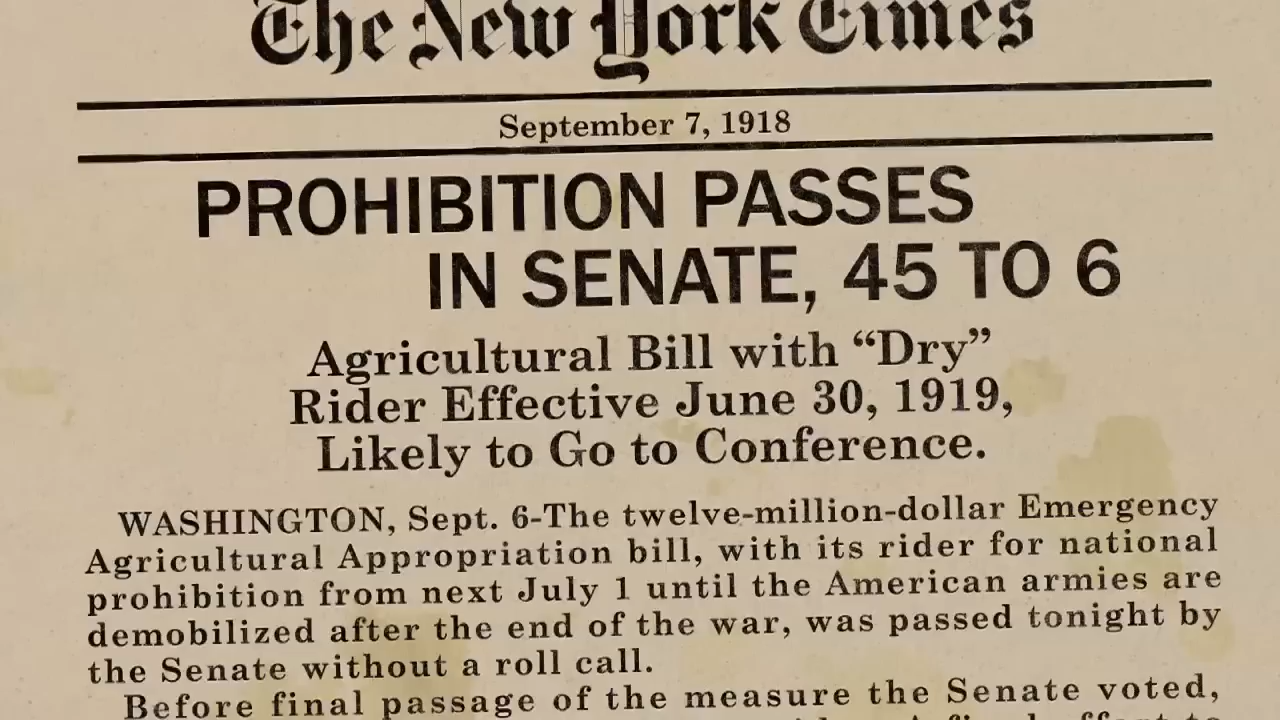 The New York Times
September 7, 1918
PROHIBITION PASSES
IN SENATE, 45 TO 6
Agricultural Bill with “Dry”
Rider Effective June 30, 1919,
Likely to Go to Conference.
WASHINGTON, Sept. 6-The twelve-million-dollar Emergency
Agricultural Appropriation bill, with its rider for national
prohibition from next July 1 until the American armies are
demobilized after the end of the war, was passed tonight by
the Senate without a roll call.
Before final passage of the measure the Senate voted,